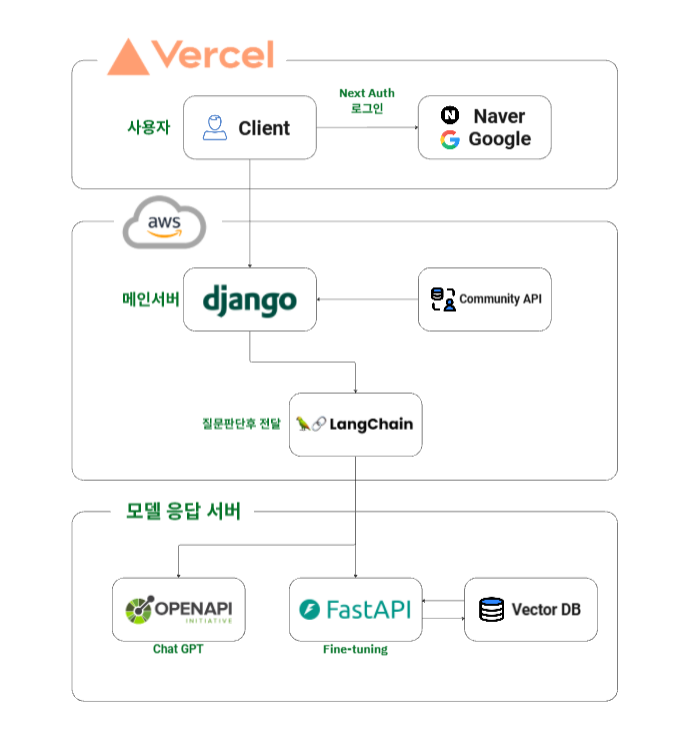 Vercel
Next Auth
로그인
사용자
Client
N
Naver
Google
aws
메인서버
django
Community API
질문판단후 전달
LangChain
모델 응답 서버
OPENAPI
INITIATIVE
FastAPI
Vector DB
Chat GPT
Fine-tuning